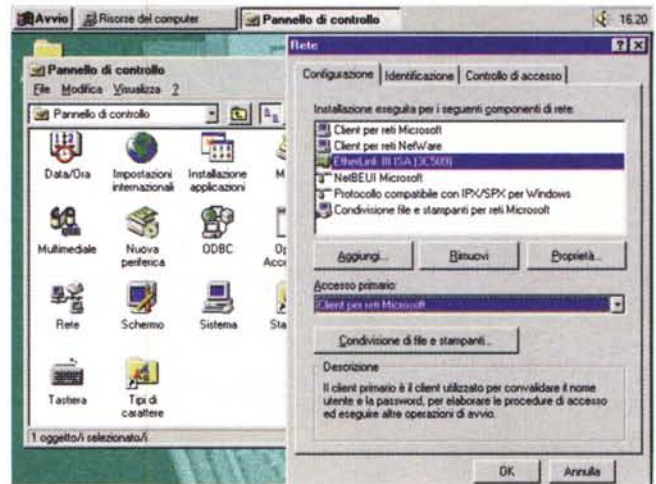 Avvio
Risorse del computer
Pannello di controllo
16.20
Pannello di controllo
File Modifica Visualizza ?
Pannello di controllo
Data/Ora
Impostazioni internazionali
Installazione applicazioni
Multimediale
Nuova periferica
ODBC
Rete
Schermo
Sistema
Tastiera
Tipi di carattere
1 oggetto/i selezionato/i
Rete
Configurazione
Identificazione
Controllo di accesso
Installazione eseguita per i seguenti componenti di rete:
Client per reti Microsoft
Client per reti NetWare
EtherLink III ISA (3C509)
NetBEUI Microsoft
Protocollo compatibile con IPX/SPX per Windows
Condivisione file e stampanti per reti Microsoft
Aggiungi...
Rimuovi
Proprietà...
Accesso primario:
Client per reti Microsoft
Condivisione di file e stampanti...
Descrizione
Il client primario è il client utilizzato per convalidare il nome
utente e la password, per elaborare le procedure di accesso
ed eseguire altre operazioni di avvio.
OK
Annulla